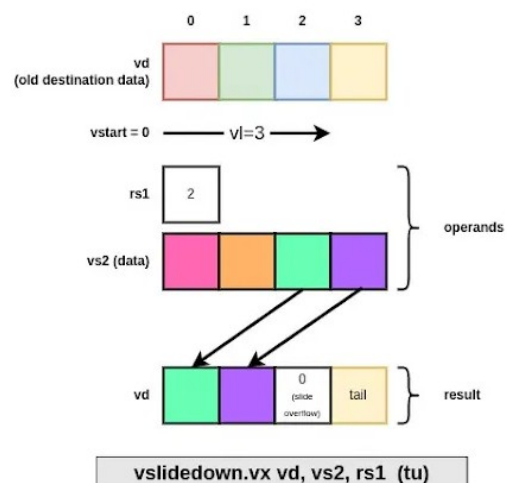 0 1 2 3
vd
(old destination data)
vstart = 0
vl=3
rs1
2
operands
vs2 (data)
vd
0
(slide
overflow)
tail
result
vslidedown.vx vd, vs2, rs1 (tu)